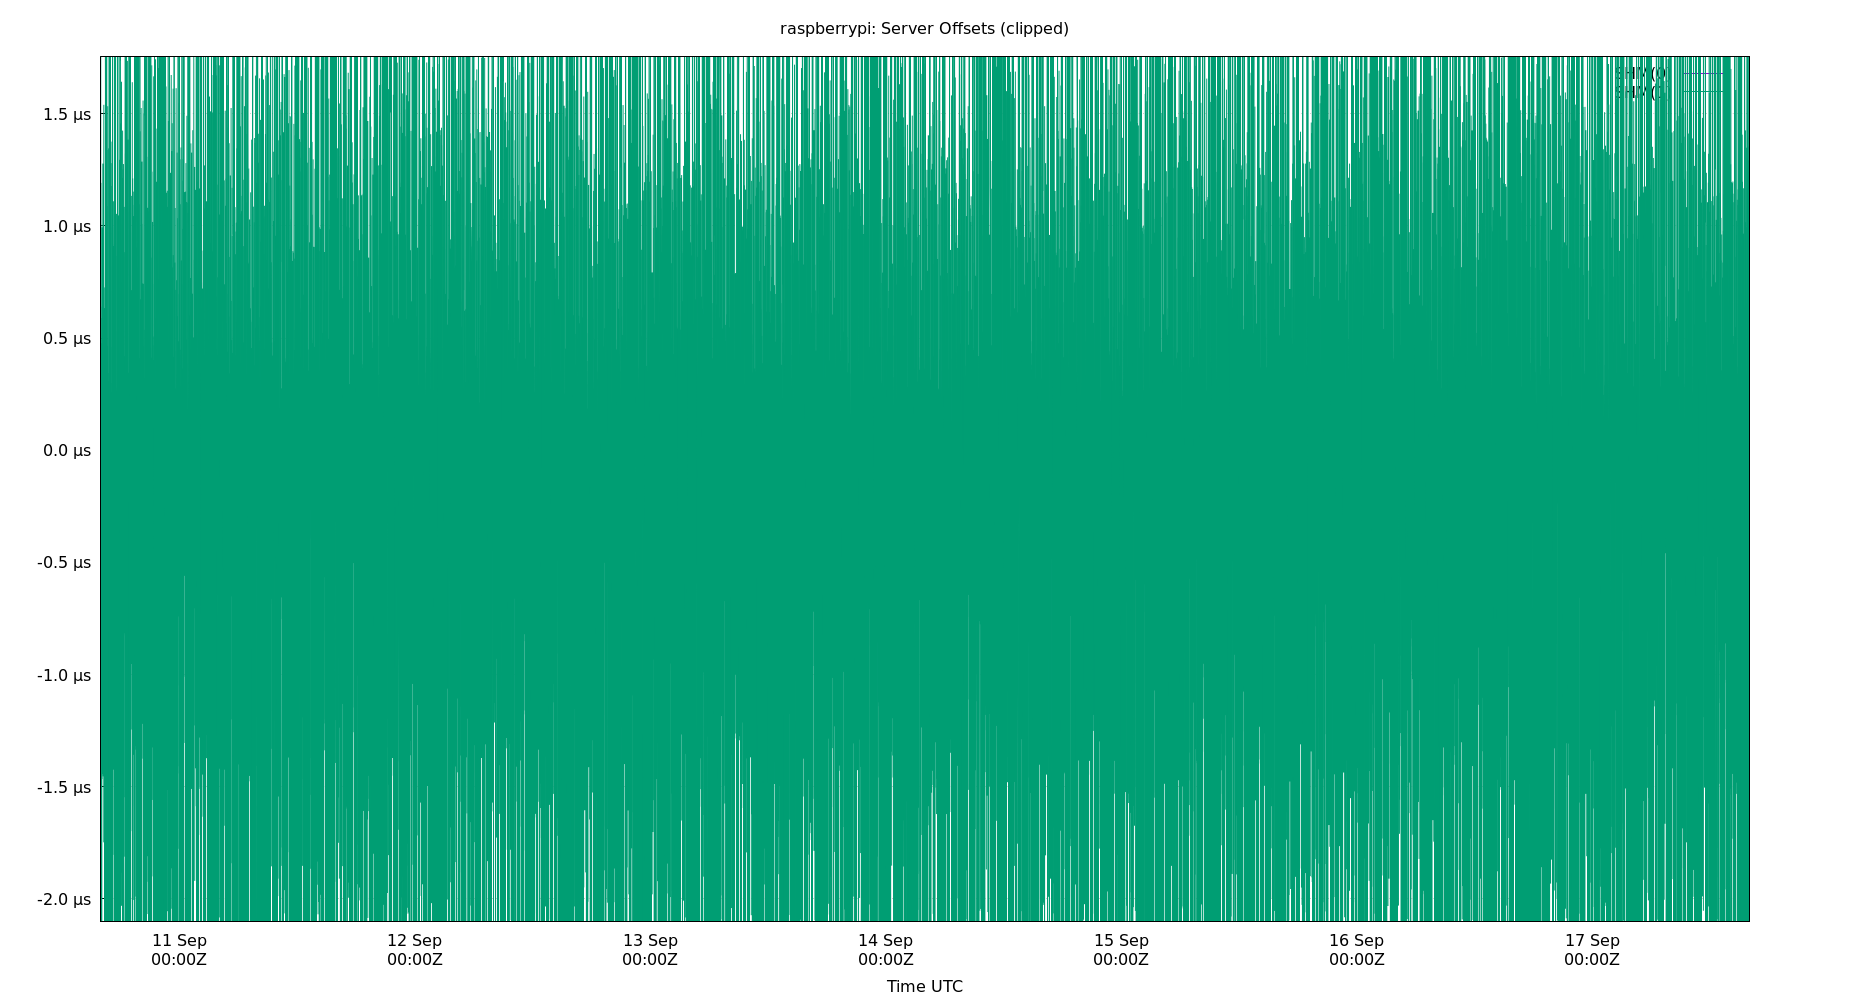 raspberrypi: Server Offsets (clipped)
1.5 µs
1.0 µs
0.5 µs
0.0 µs
-0.5 µs
-1.0 µs
-1.5 µs
-2.0 µs
11 Sep 12 Sep 13 Sep 14 Sep 15 Sep 16 Sep 17 Sep
00:00Z 00:00Z 00:00Z 00:00Z 00:00Z 00:00Z 00:00Z
Time UTC